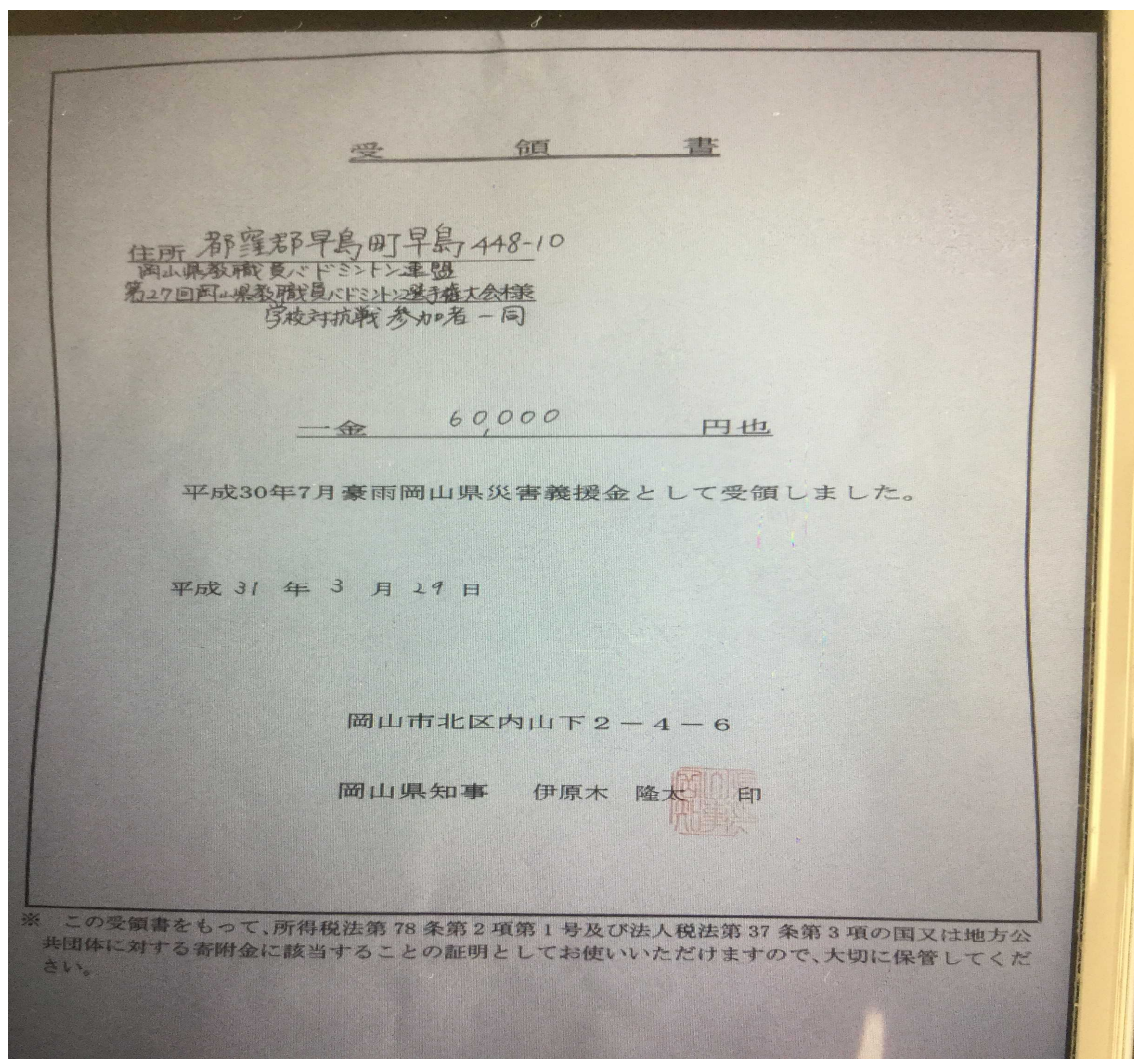 受領書
住所 都窪郡早島町早島448-10
岡山県教職員バドミントン連盟
第27回岡山県教職員バドミントン選手権大会様
学校対抗戦 参加者一同
一金 60,000 円也
平成30年7月豪雨岡山県災害義援金として受領しました。
平成 31 年 3 月 29 日
岡山市北区内山下2-4-6
岡山県知事 伊原木 隆太 印
※ この受領書をもって、所得税法第78条第2項第1号及び法人税法第37条第3項の国又は地方公
共団体に対する寄附金に該当することの証明としてお使いいただけますので、大切に保管してくだ
さい。